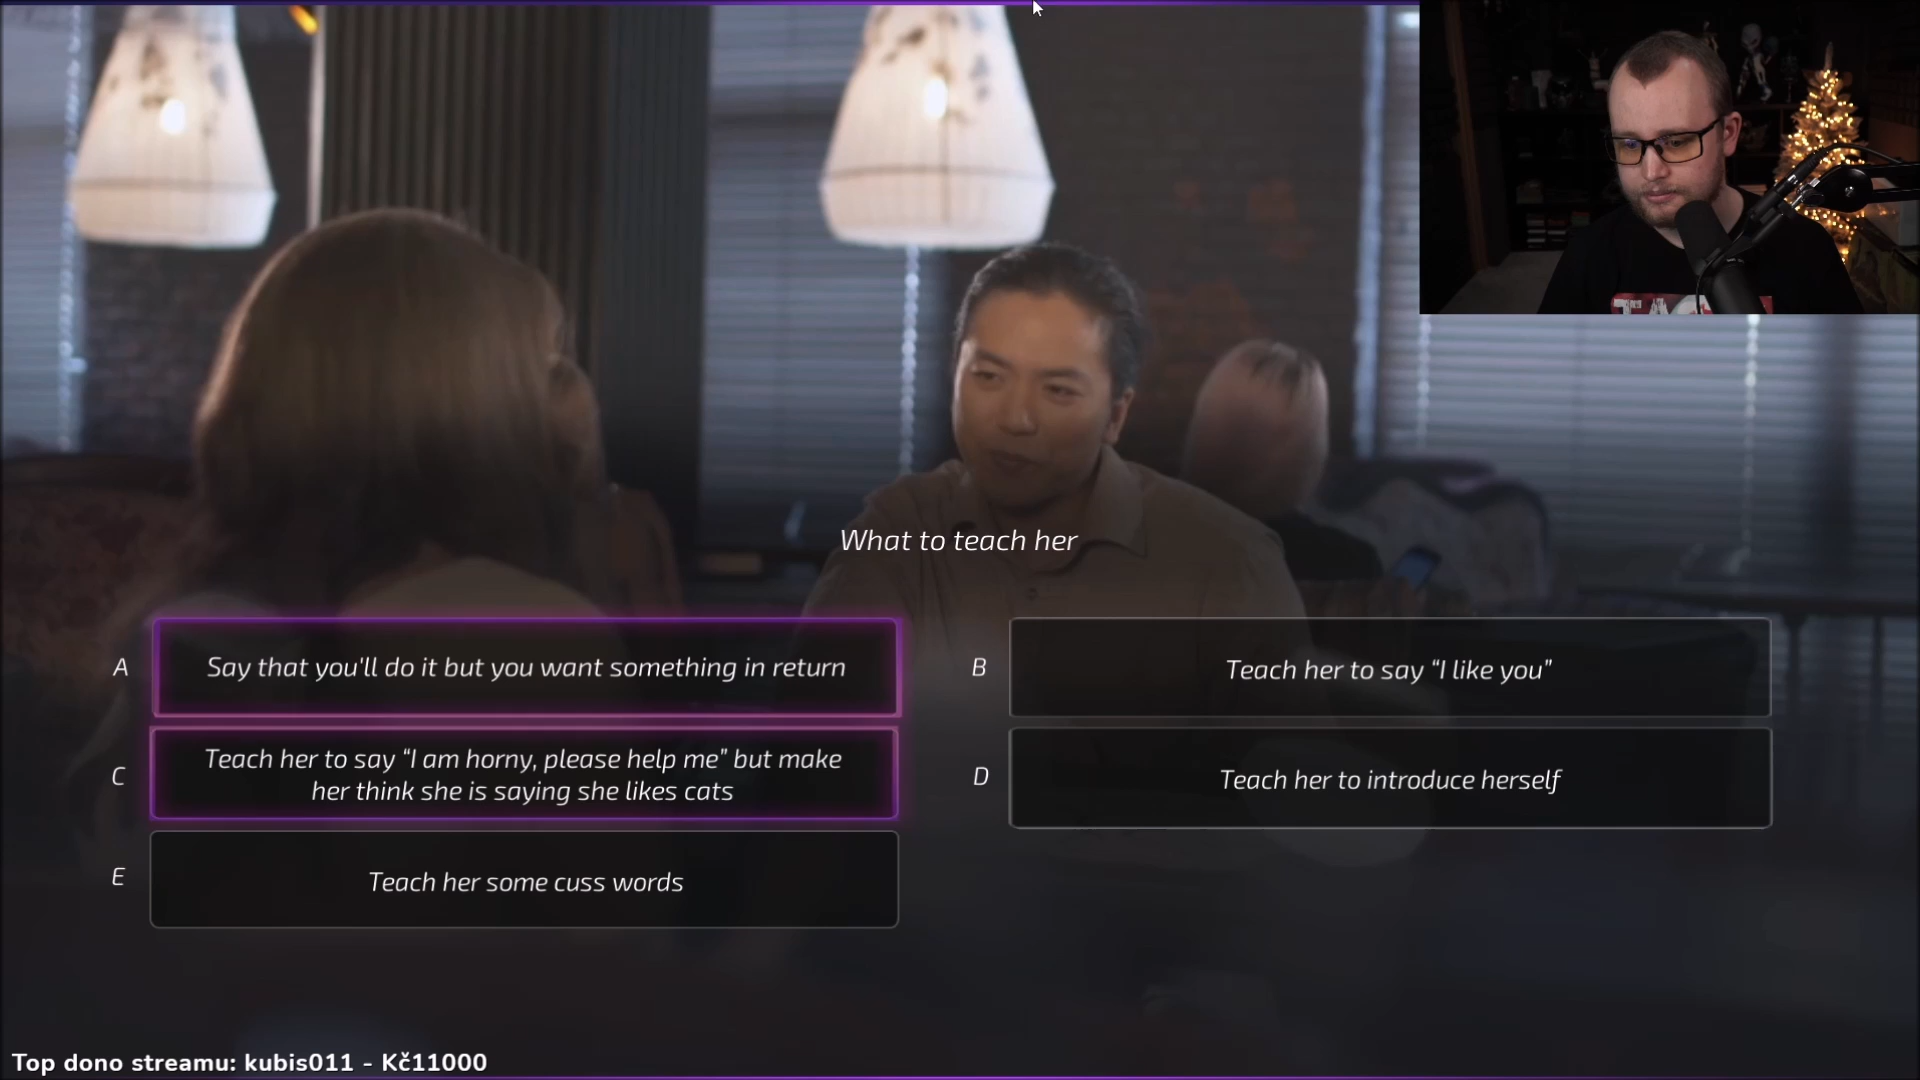 What to teach her
A
Say that you'll do it but you want something in return
B
Teach her to say “I like you”
C
Teach her to say “I am horny, please help me” but make
her think she is saying she likes cats
D
Teach her to introduce herself
E
Teach her some cuss words
Top dono streamu: kubis011 - Kč11000